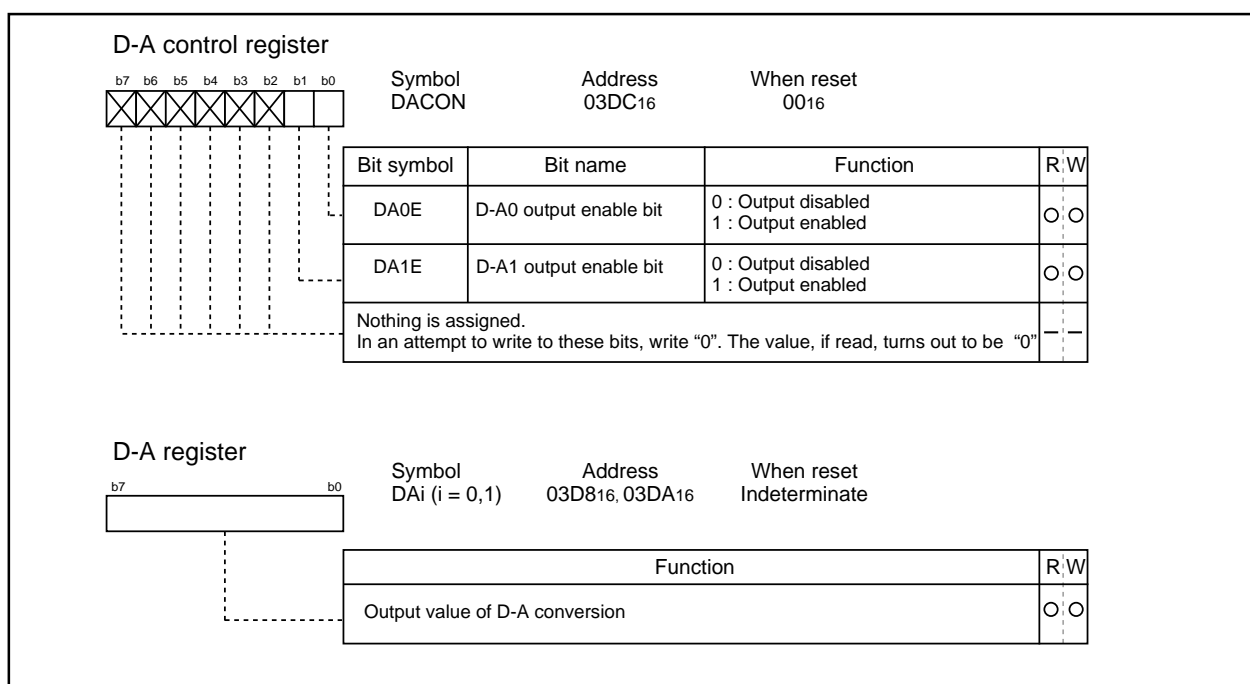 D-A control register
b7 b6 b5 b4 b3 b2 b1 b0
Symbol Address When reset
DACON 03DC16 0016
Bit symbol Bit name Function R W
DA0E D-A0 output enable bit 0 : Output disabled
1 : Output enabled
DA1E D-A1 output enable bit 0 : Output disabled
1 : Output enabled
Nothing is assigned.
In an attempt to write to these bits, write “0”. The value, if read, turns out to be “0”
D-A register
b7 b0
Symbol Address When reset
DAi (i = 0,1) 03D816, 03DA16 Indeterminate
Function R W
Output value of D-A conversion